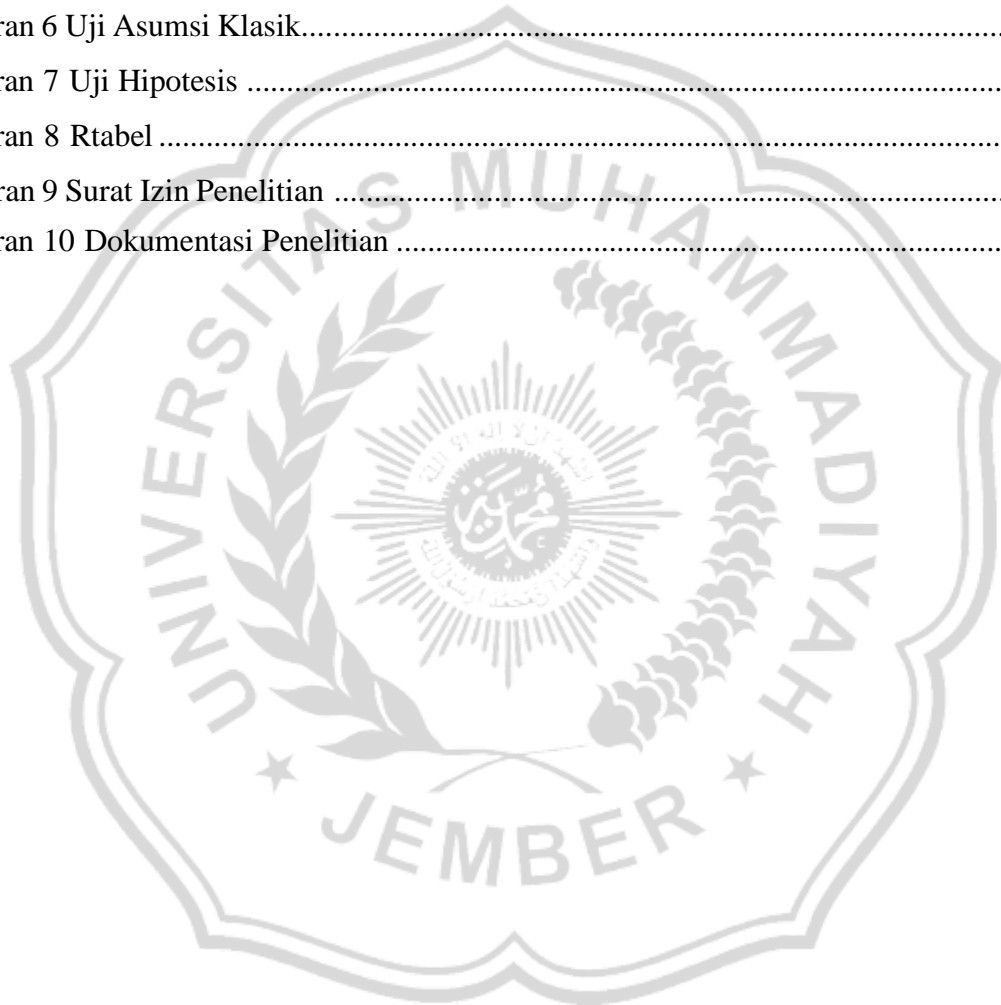 ran 6 Uji Asumsi Klasik....................................................................................
ran 7 Uji Hipotesis ...........................................................................................
ran 8 Rtabel......................................................................................................
ran 9 Surat Izin Penelitian .................................................................................
ran 10 Dokumentasi Penelitian .........................................................................
UNIVERSITAS MUHAMMADIYAH
JEMBER